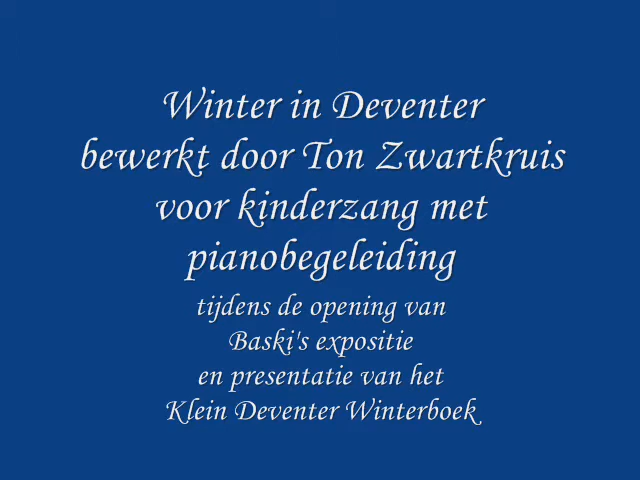 Winter in Deventer
bewerkt door Ton Zwartkruis
voor kinderzang met
pianobegeleiding
tijdens de opening van
Baski's expositie
en presentatie van het
Klein Deventer Winterboek